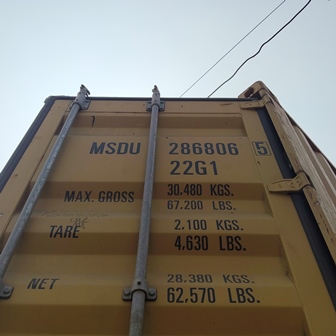 MSDU 286806 5
22G1
MAX. GROSS 30.480 KGS.
67.200 LBS.
TARE 2.100 KGS.
4,630 LBS.
NET 28.380 KGS.
62,570 LBS.